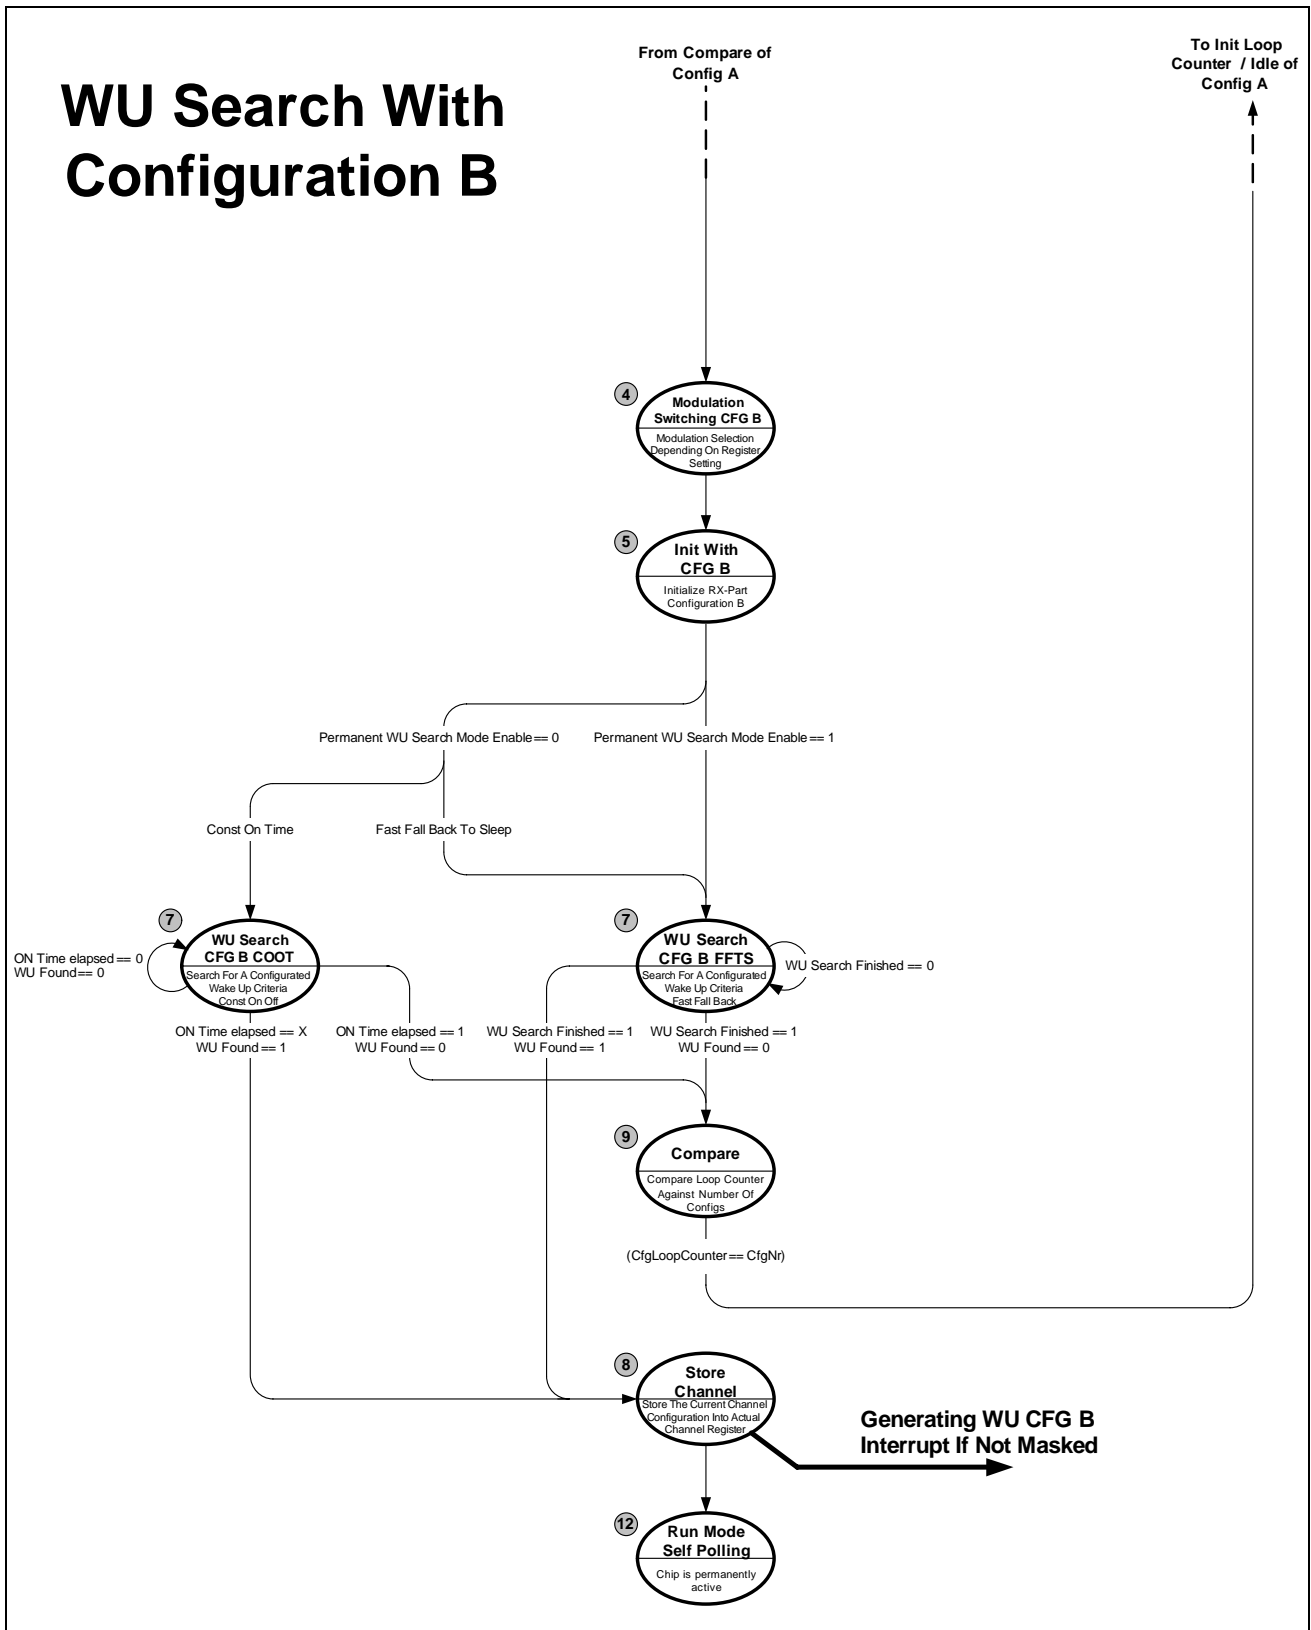 From Compare of
Config A
To Init Loop
Counter / Idle of
Config A
WU Search With
Configuration B
4
Modulation
Switching CFG B
Modulation Selection
Depending On Register
Setting
5
Init With
CFG B
Initialize RX-Part
Configuration B
Permanent WU Search Mode Enable == 0
Permanent WU Search Mode Enable == 1
Const On Time
Fast Fall Back To Sleep
7
WU Search
CFG B COOT
Search For A Configurated
Wake Up Criteria
Const On Off
ON Time elapsed == 0
WU Found == 0
7
WU Search
CFG B FFTS
Search For A Configurated
Wake Up Criteria
Fast Fall Back
WU Search Finished == 0
ON Time elapsed == X
WU Found == 1
ON Time elapsed == 1
WU Found == 0
WU Search Finished == 1
WU Found == 1
WU Search Finished == 1
WU Found == 0
9
Compare
Compare Loop Counter
Against Number Of
Configs
(CfgLoopCounter == CfgNr)
8
Store
Channel
Store The Current Channel
Configuration Into Actual
Channel Register
Generating WU CFG B
Interrupt If Not Masked
12
Run Mode
Self Polling
Chip is permanently
active